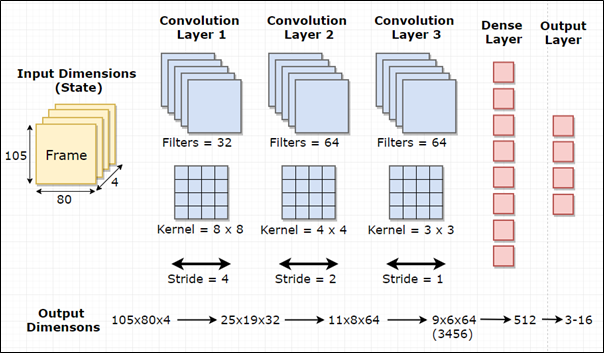 Convolution
Layer 1
Convolution
Layer 2
Convolution
Layer 3
Dense
Layer
Output
Layer
Input Dimensions
(State)
Frame
105
80
4
Filters = 32
Filters = 64
Filters = 64
Kernel = 8 x 8
Kernel = 4 x 4
Kernel = 3 x 3
Stride = 4
Stride = 2
Stride = 1
Output
Dimensons
105x80x4
25x19x32
11x8x64
9x6x64
(3456)
512
3-16